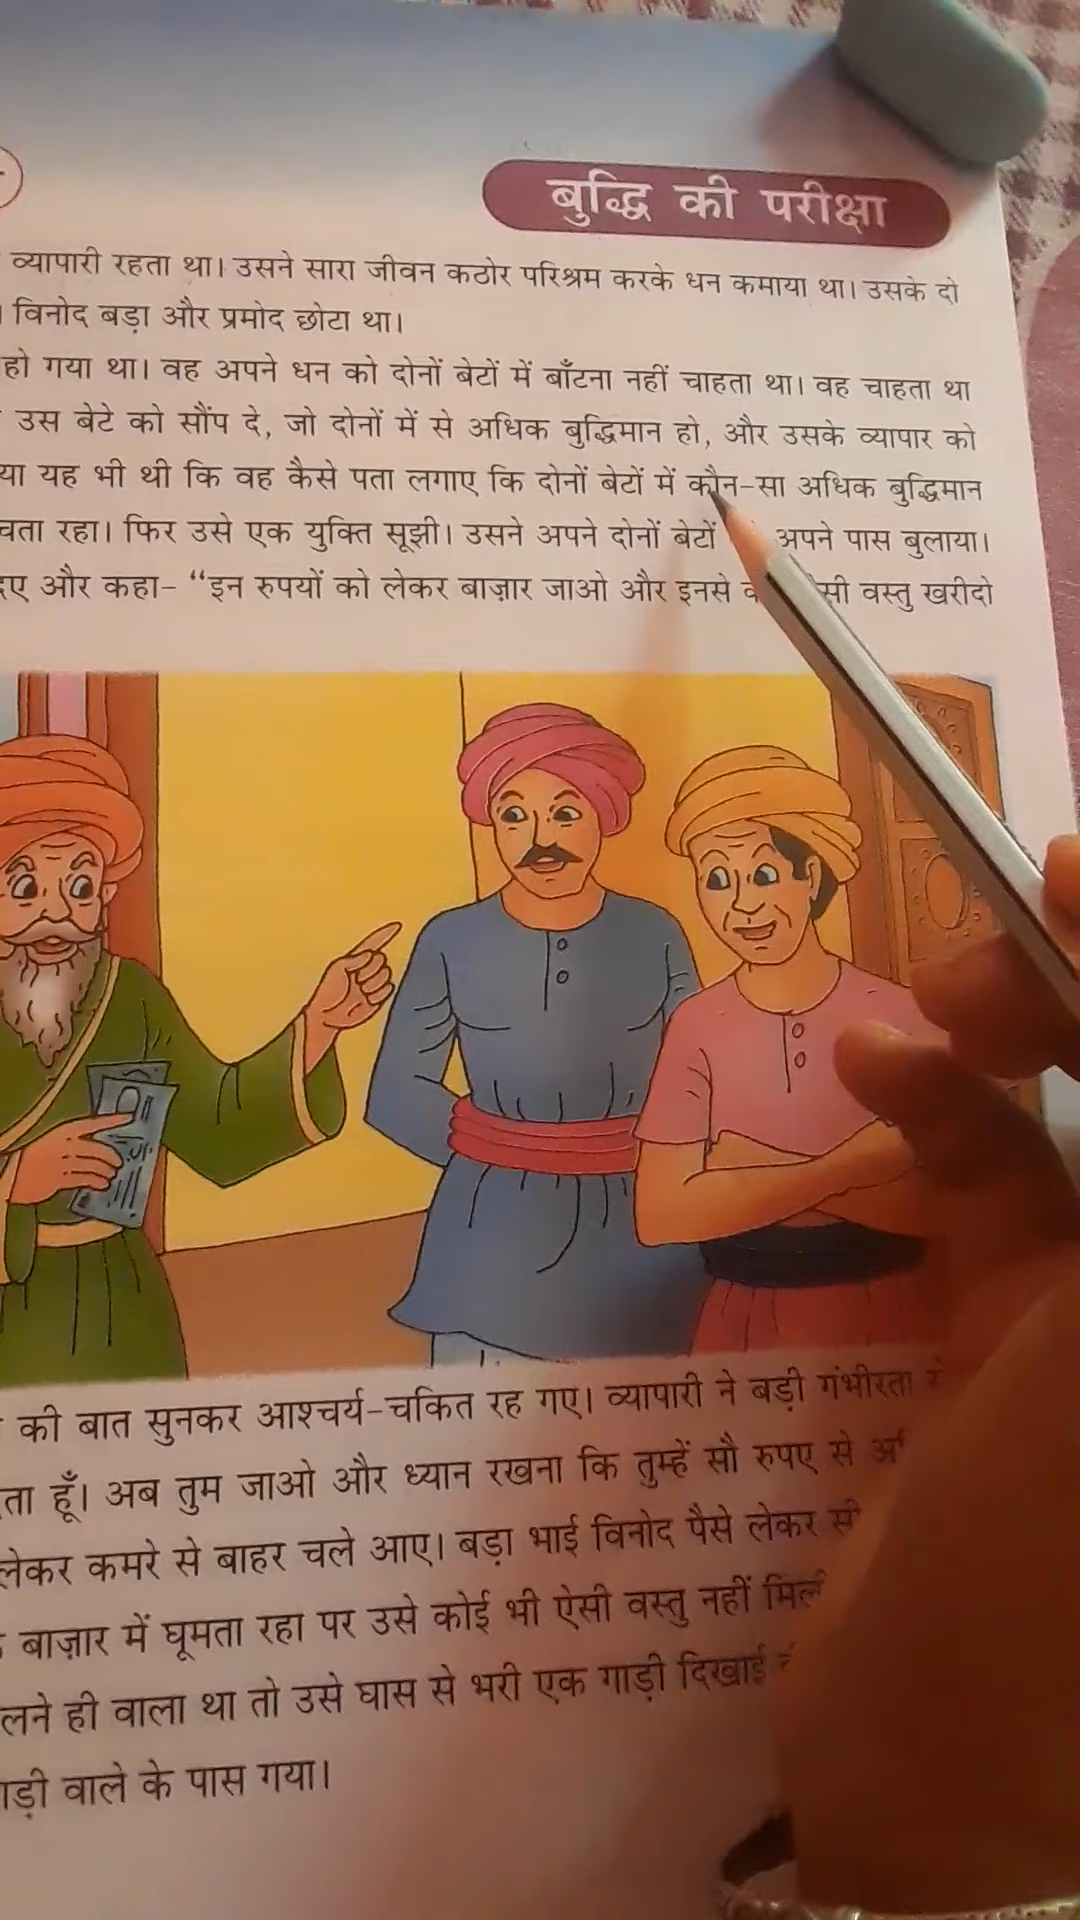 बुद्धि की परीक्षा
व्यापारी रहता था। उसने सारा जीवन कठोर परिश्रम करके धन कमाया था। उसके दो
विनोद बड़ा और प्रमोद छोटा था।
हो गया था। वह अपने धन को दोनों बेटों में बाँटना नहीं चाहता था। वह चाहता था
उस बेटे को सौंप दे, जो दोनों में से अधिक बुद्धिमान हो, और उसके व्यापार को
यह भी थी कि वह कैसे पता लगाए कि दोनों बेटों में कौन-सा अधिक बुद्धिमान
रहा। फिर उसे एक युक्ति सूझी। उसने अपने दोनों बेटों अपने पास बुलाया।
और कहा- “इन रुपयों को लेकर बाज़ार जाओ और इनसे वस्तु खरीदो
की बात सुनकर आश्चर्य-चकित रह गए। व्यापारी ने बड़ी गंभीरता
हूँ। अब तुम जाओ और ध्यान रखना कि तुम्हें सौ रुपए से
लेकर कमरे से बाहर चले आए। बड़ा भाई विनोद पैसे लेकर
बाज़ार में घूमता रहा पर उसे कोई भी ऐसी वस्तु नहीं
ही वाला था तो उसे घास से भरी एक गाड़ी दिखाई
वाले के पास गया।